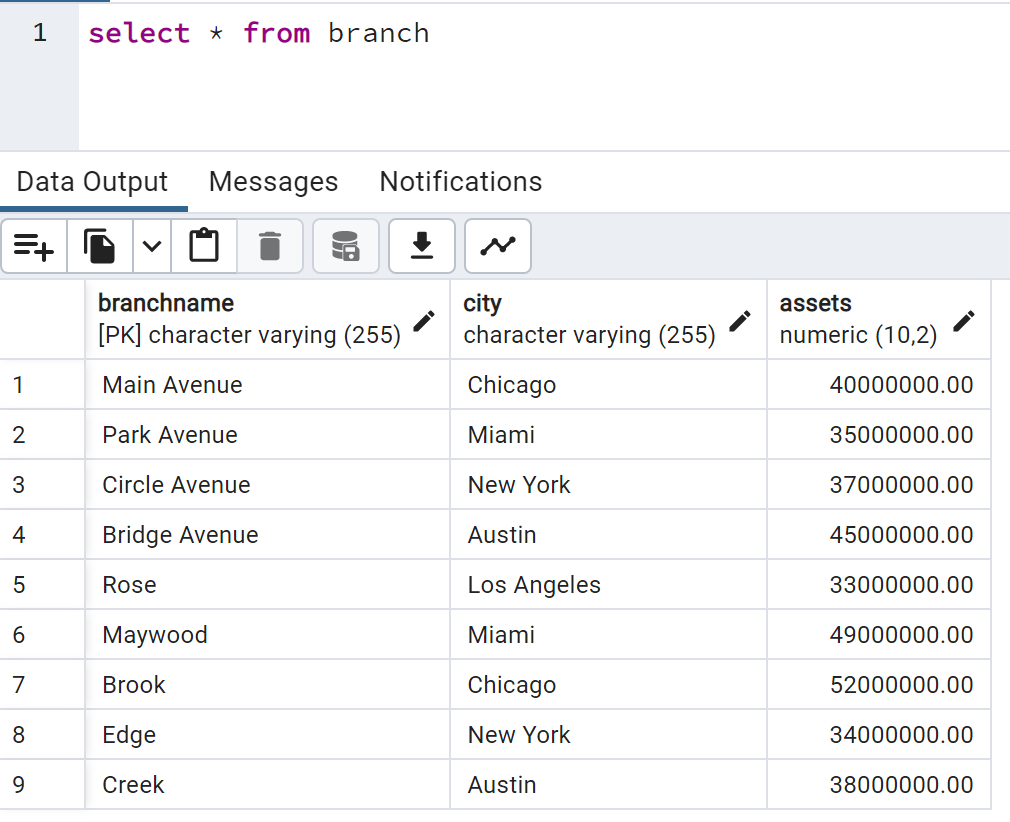 1 select * from branch
Data Output Messages Notifications
branchname city assets
[PK] character varying (255) character varying (255) numeric (10,2)
1 Main Avenue Chicago 40000000.00
2 Park Avenue Miami 35000000.00
3 Circle Avenue New York 37000000.00
4 Bridge Avenue Austin 45000000.00
5 Rose Los Angeles 33000000.00
6 Maywood Miami 49000000.00
7 Brook Chicago 52000000.00
8 Edge New York 34000000.00
9 Creek Austin 38000000.00